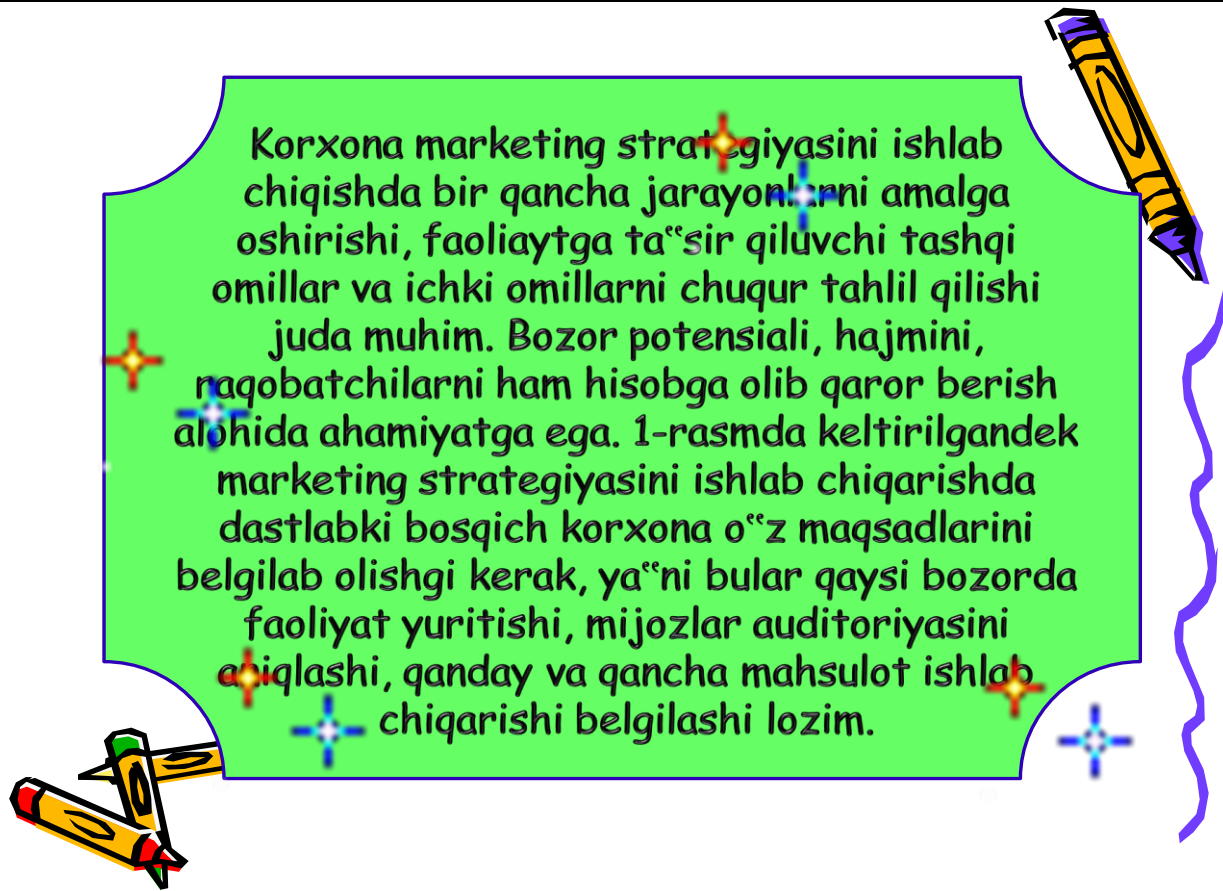 Korxona marketing strategiyasini ishlab
chiqishda bir qancha jarayonlarni amalga
oshirishi, faoliaytga ta‟sir qiluvchi tashqi
omillar va ichki omillarni chuqur tahlil qilishi
juda muhim. Bozor potensiali, hajmini,
raqobatchilarni ham hisobga olib qaror berish
alohida ahamiyatga ega. 1-rasmda keltirilgandek
marketing strategiyasini ishlab chiqarishda
dastlabki bosqich korxona o‟z maqsadlarini
belgilab olishgi kerak, ya‟ni bular qaysi bozorda
faoliyat yuritishi, mijozlar auditoriyasini
aniqlashi, qanday va qancha mahsulot ishlab
chiqarishi belgilashi lozim.